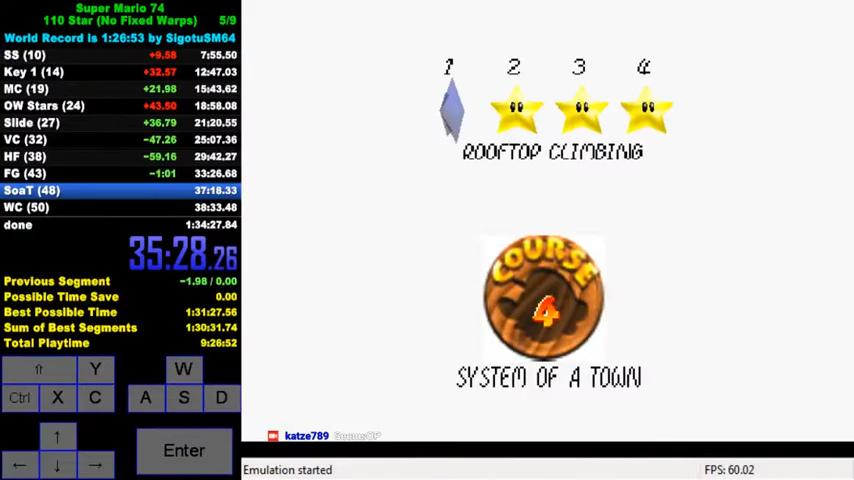 Super Mario 74
110 Star (No Fixed Warps) 5/9
World Record is 1:26:53 by SigotuSM64
SS (10) +9.58 7:55.50
Key 1 (14) +32.57 12:47.03
MC (19) +21.98 15:43.62
OW Stars (24) +43.50 18:58.08
Slide (27) +36.79 21:20.55
VC (32) −47.26 25:07.36
HF (38) −59.16 29:42.27
FG (43) −1:01 33:26.68
SoaT (48) 37:18.33
WC (50) 38:33.48
done 1:34:27.84
35:28.26
Previous Segment −1.98 / 0.00
Possible Time Save 0.00
Best Possible Time 1:31:27.56
Sum of Best Segments 1:30:31.74
Total Playtime 9:26:52
⇧ Y W
Ctrl X C A S D
↑ Enter
← ↓ →
1 2 3 4
ROOFTOP CLIMBING
COURSE
4
SYSTEM OF A TOWN
katze789
Emulation started FPS: 60.02